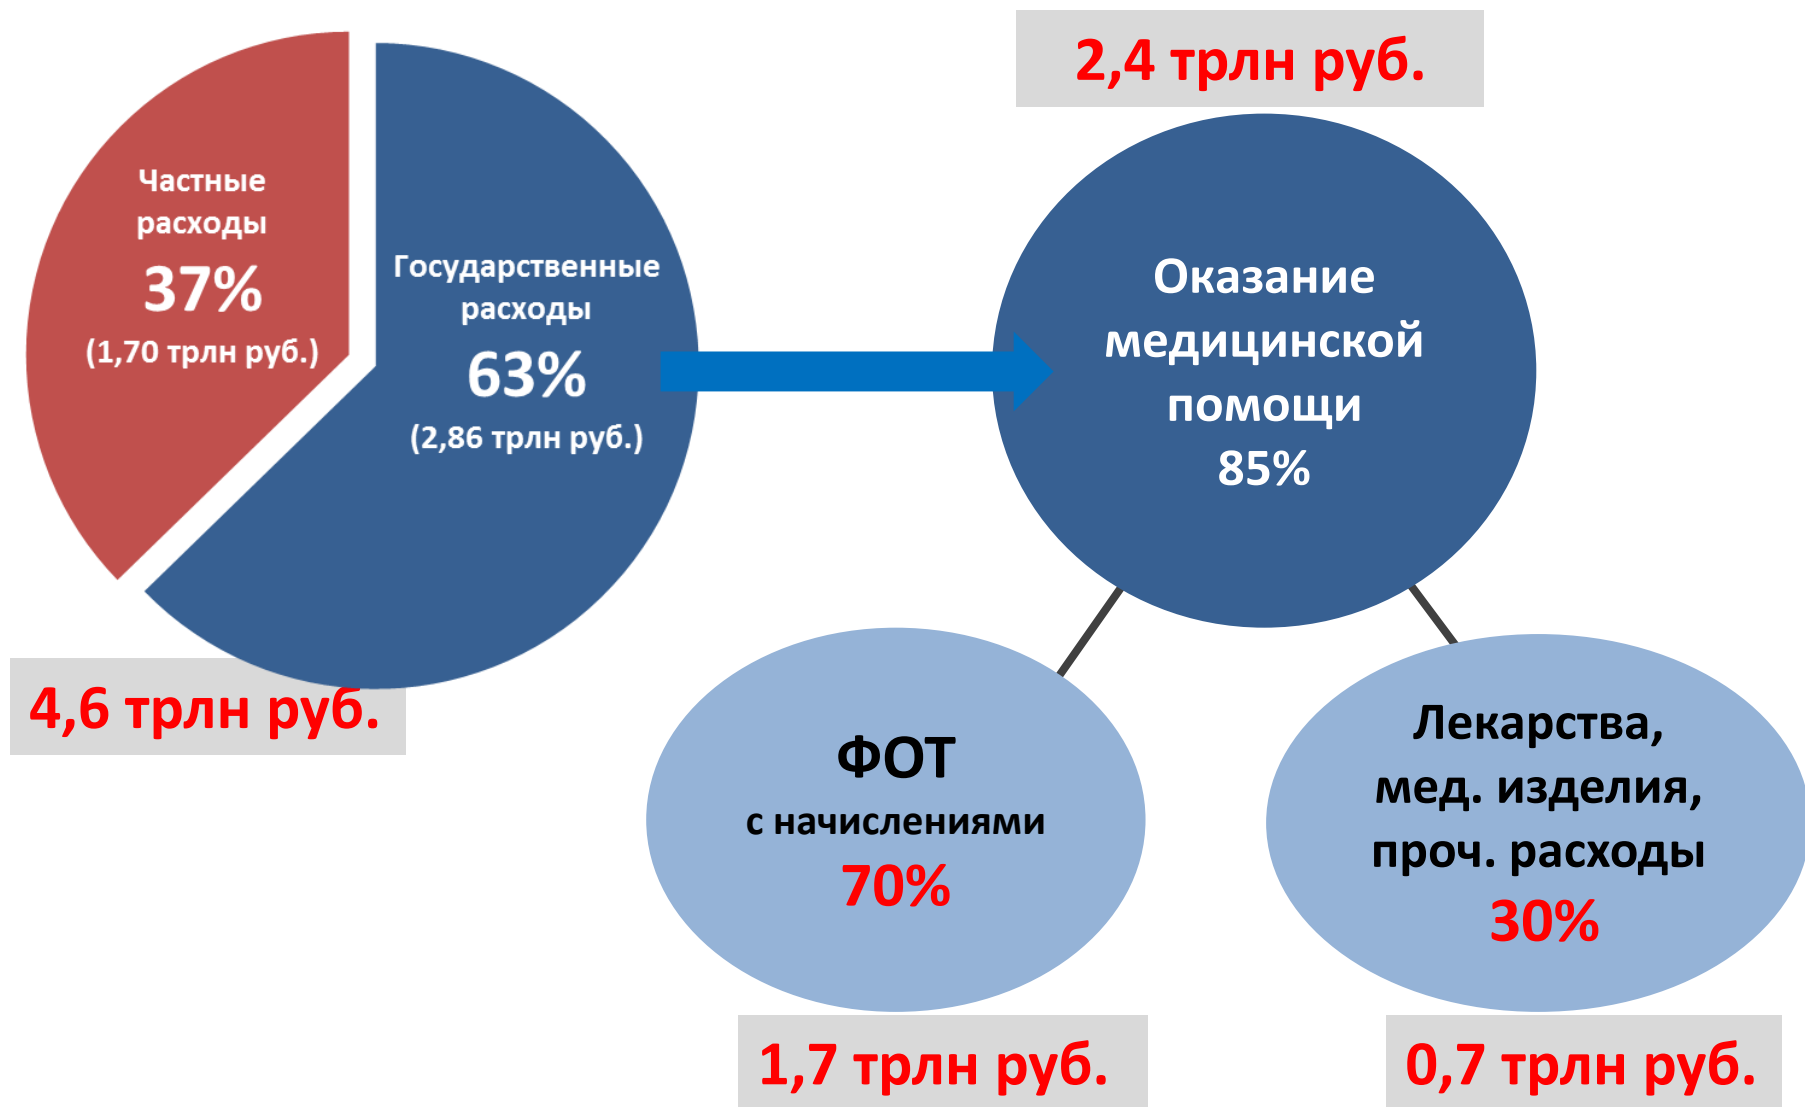 Частные
расходы
37%
(1,70 трлн руб.)
Государственные
расходы
63%
(2,86 трлн руб.)
4,6 трлн руб.
2,4 трлн руб.
Оказание
медицинской
помощи
85%
ФОТ
с начислениями
70%
1,7 трлн руб.
Лекарства,
мед. изделия,
проч. расходы
30%
0,7 трлн руб.